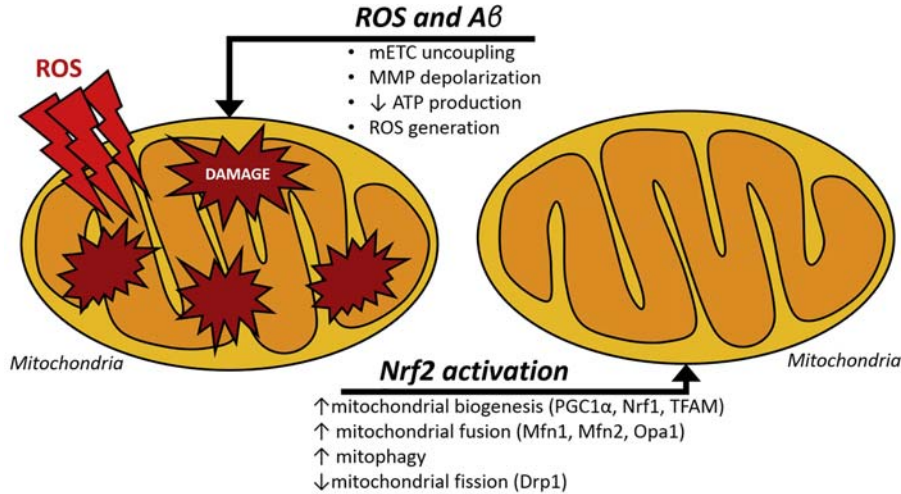 ROS and Aβ
• mETC uncoupling
• MMP depolarization
• ↓ ATP production
• ROS generation
ROS
DAMAGE
Mitochondria
Mitochondria
Nrf2 activation
↑mitochondrial biogenesis (PGC1α, Nrf1, TFAM)
↑ mitochondrial fusion (Mfn1, Mfn2, Opa1)
↑ mitophagy
↓mitochondrial fission (Drp1)